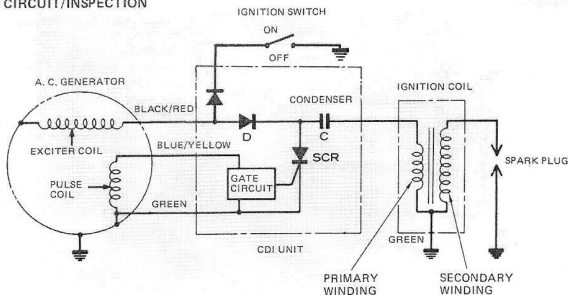 CIRCUIT/INSPECTION
IGNITION SWITCH
ON
OFF
A. C. GENERATOR
IGNITION COIL
BLACK/RED
CONDENSER
D
C
EXCITER COIL
BLUE/YELLOW
SCR
SPARK PLUG
PULSE
COIL
GATE
CIRCUIT
GREEN
GREEN
CDI UNIT
PRIMARY
WINDING
SECONDARY
WINDING